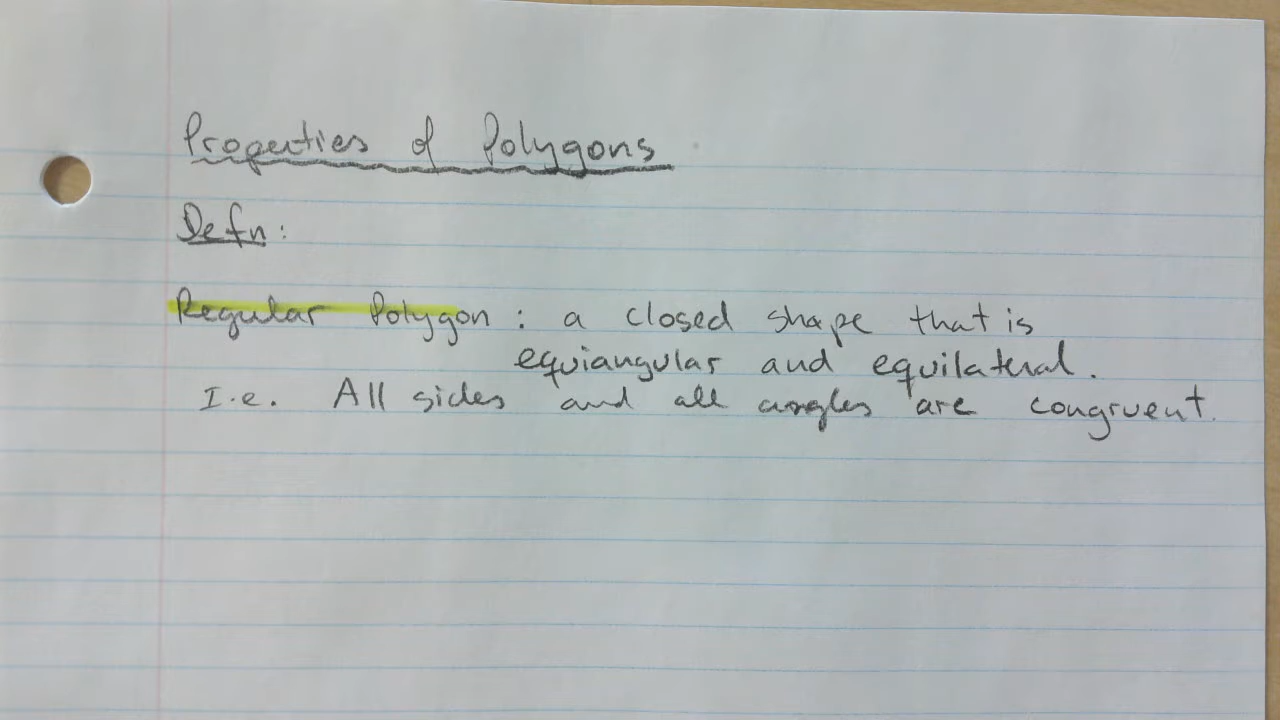 Properties of Polygons
Defn:
Regular Polygon : a closed shape that is
equiangular and equilateral.
I.e. All sides and all angles are congruent.